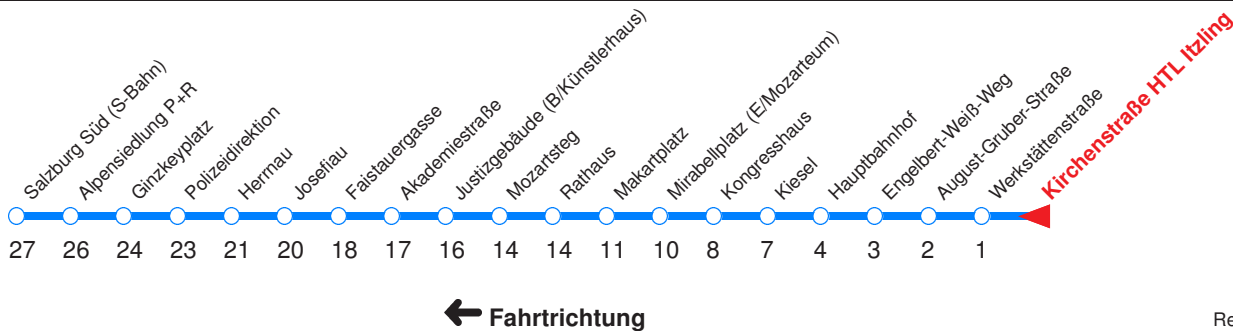 Salzburg Süd (S-Bahn)
Alpensiedlung P+R
Ginzkeyplatz
Polizeidirektion
Herrnau
Josefiau
Faistauergasse
Akademiestraße
Justizgebäude (B/Künstlerhaus)
Mozartsteg
Rathaus
Makartplatz
Mirabellplatz (E/Mozarteum)
Kongresshaus
Kiesel
Hauptbahnhof
Engelbert-Weiß-Weg
August-Gruber-Straße
Werkstättenstraße
Kirchenstraße HTL Itzling
27 26 24 23 21 20 18 17 16 14 14 11 10 8 7 4 3 2 1
Fahrtrichtung
Re